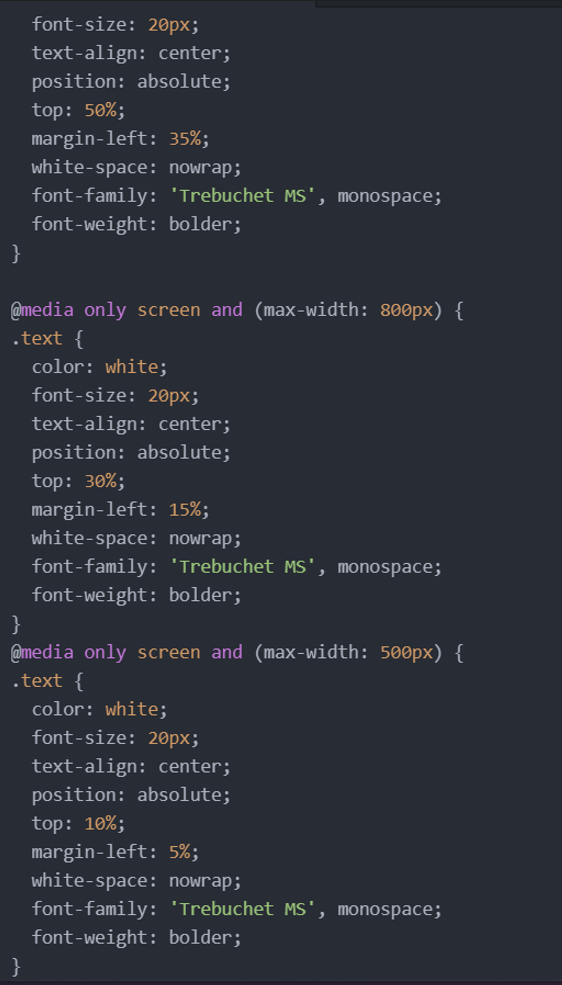 font-size: 20px;
text-align: center;
position: absolute;
top: 50%;
margin-left: 35%;
white-space: nowrap;
font-family: 'Trebuchet MS', monospace;
font-weight: bolder;
}
@media only screen and (max-width: 800px) {
.text {
color: white;
font-size: 20px;
text-align: center;
position: absolute;
top: 30%;
margin-left: 15%;
white-space: nowrap;
font-family: 'Trebuchet MS', monospace;
font-weight: bolder;
}
@media only screen and (max-width: 500px) {
.text {
color: white;
font-size: 20px;
text-align: center;
position: absolute;
top: 10%;
margin-left: 5%;
white-space: nowrap;
font-family: 'Trebuchet MS', monospace;
font-weight: bolder;
}